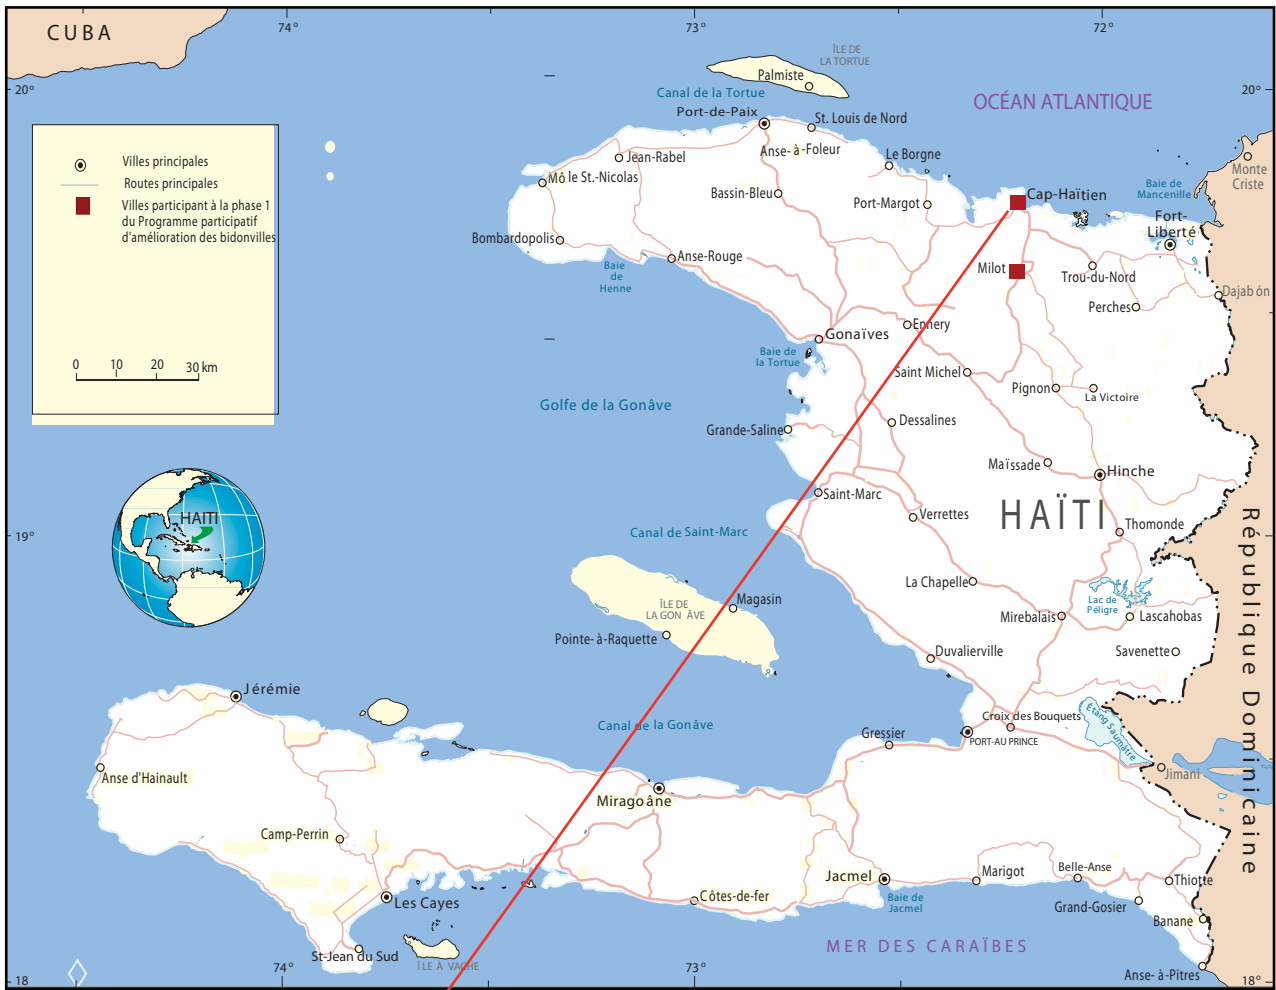 74°
73°
72°
CUBA
ÎLE DE
LA TORTUE
Palmiste
20°
20°
Canal de la Tortue
OCÉAN ATLANTIQUE
Port-de-Paix
St. Louis de Nord
Villes principales
Routes principales
Villes participant à la phase 1
du Programme participatif
d'amélioration des bidonvilles
0 10 20 30 km
Jean-Rabel
Anse- à-Foleur
Le Borgne
Monte
Criste
Mô le St.-Nicolas
Bassin-Bleu
Port-Margot
Cap-Haïtien
Baie de
Mancenille
Fort-
Liberté
Bombardopolis
Baie
de
Henne
Anse-Rouge
Milot
Trou-du-Nord
Dajab ón
Perches
Gonaïves
Ennery
Baie de
la Tortue
Saint Michel
Pignon
La Victoire
Golfe de la Gonâve
Grande-Saline
Dessalines
Maïssade
Hinche
Saint-Marc
HAÏTI
Verrettes
Thomonde
HAITI
19°
Canal de Saint-Marc
République Dominicaine
La Chapelle
Lac de
Péligre
ÎLE DE
LA GON ÂVE
Magasin
Mirebalais
Lascahobas
Pointe- à-Raquette
Duvalierville
Savenette
Jérémie
Canal de la Gonâve
Croix des Bouquets
Étang Saumâtre
Gressier
PORT-AU PRINCE
Jimani
Anse d'Hainault
Miragoâne
Camp-Perrin
Jacmel
Marigot
Belle-Anse
Thiotte
Les Cayes
Côtes-de-fer
Baie de
Jacmel
Grand-Gosier
Banane
St-Jean du Sud
ÎLE À VACHE
MER DES CARAÏBES
Anse- à-Pitres
18
74°
73°
18°